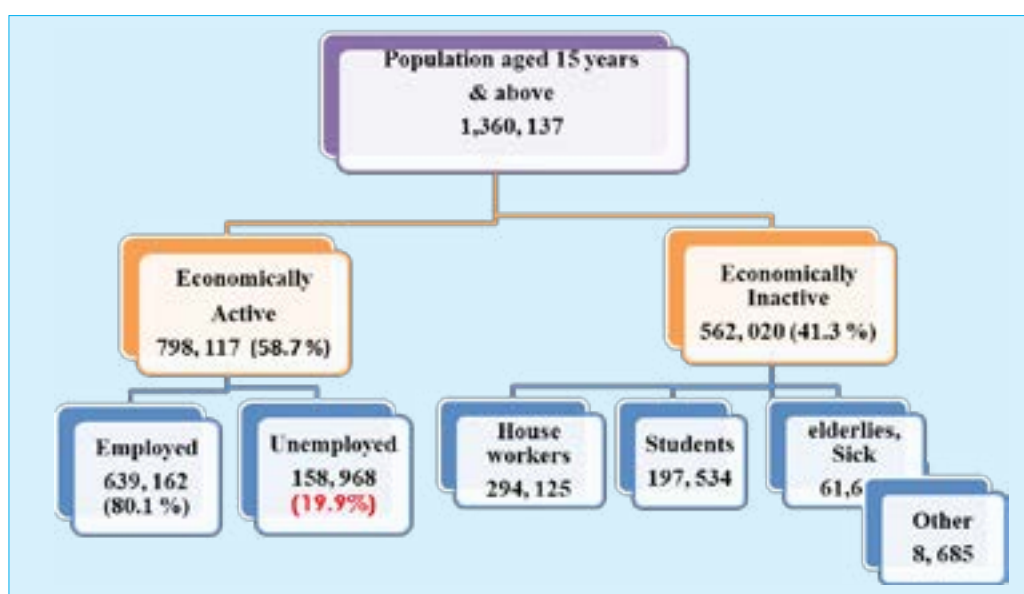 Population aged 15 years
& above
1,360,137
Economically
Active
798,117 (58.7%)
Economically
Inactive
562,020 (41.3 %)
Employed
639,162
(80.1 %)
Unemployed
158,968
(19.9%)
House
workers
294,125
Students
197,534
elderlies,
Sick
61,6
Other
8,685